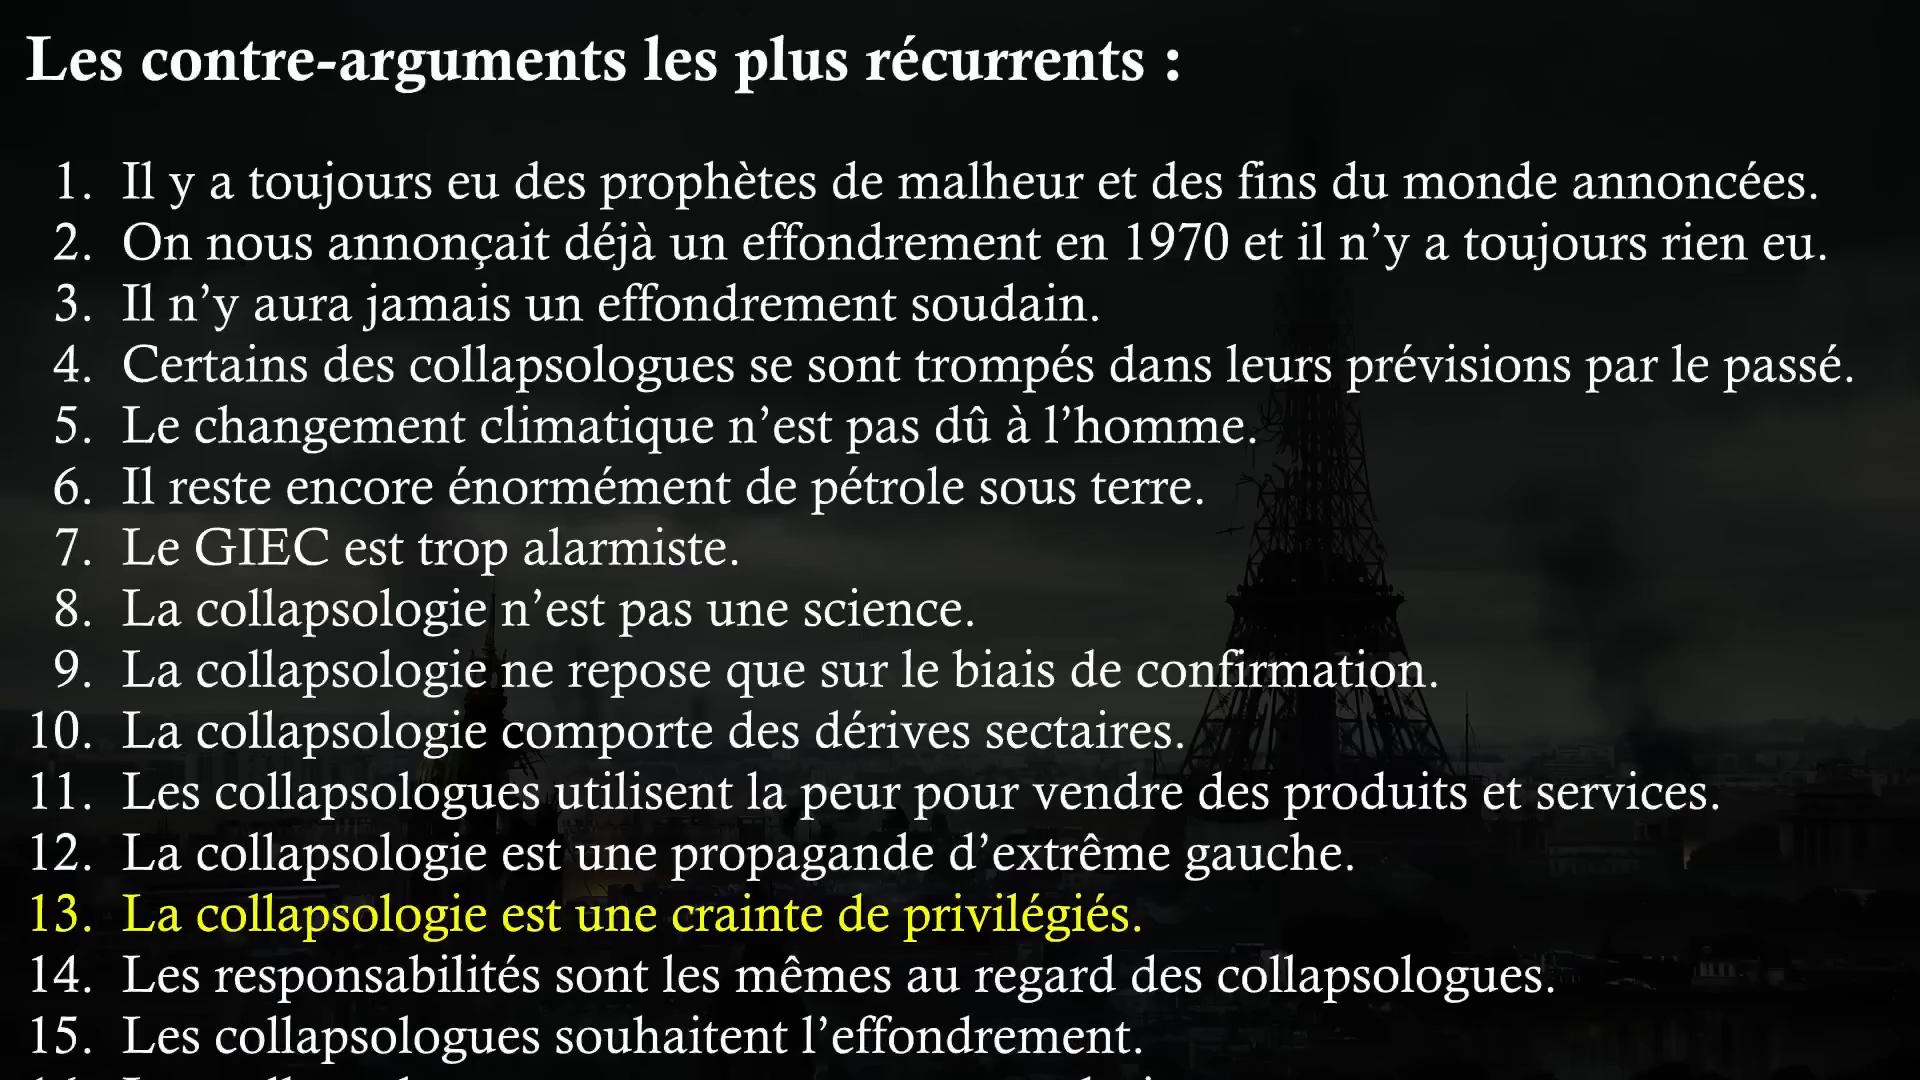 Les contre-arguments les plus récurrents :
1. Il y a toujours eu des prophètes de malheur et des fins du monde annoncées.
2. On nous annonçait déjà un effondrement en 1970 et il n’y a toujours rien eu.
3. Il n’y aura jamais un effondrement soudain.
4. Certains des collapsologues se sont trompés dans leurs prévisions par le passé.
5. Le changement climatique n’est pas dû à l’homme.
6. Il reste encore énormément de pétrole sous terre.
7. Le GIEC est trop alarmiste.
8. La collapsologie n’est pas une science.
9. La collapsologie ne repose que sur le biais de confirmation.
10. La collapsologie comporte des dérives sectaires.
11. Les collapsologues utilisent la peur pour vendre des produits et services.
12. La collapsologie est une propagande d’extrême gauche.
13. La collapsologie est une crainte de privilégiés.
14. Les responsabilités sont les mêmes au regard des collapsologues.
15. Les collapsologues souhaitent l’effondrement.